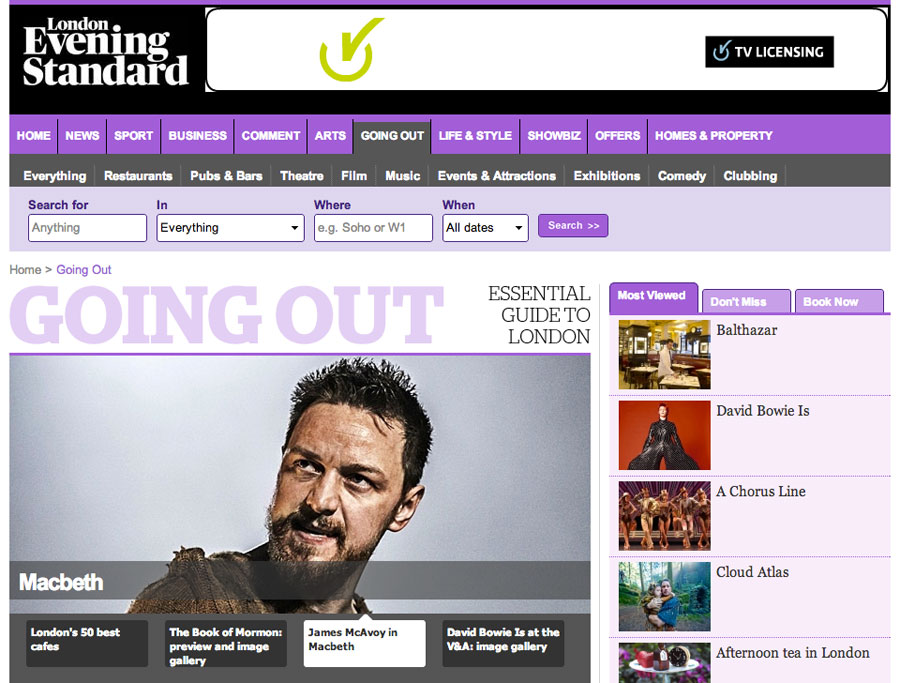 London
Evening
Standard
TV LICENSING
HOME NEWS SPORT BUSINESS COMMENT ARTS GOING OUT LIFE & STYLE SHOWBIZ OFFERS HOMES & PROPERTY
Everything Restaurants Pubs & Bars Theatre Film Music Events & Attractions Exhibitions Comedy Clubbing
Search for In Where When
Anything Everything e.g. Soho or W1 All dates Search >>
Home > Going Out
GOING OUT
ESSENTIAL
GUIDE TO
LONDON
Macbeth
London's 50 best
cafes
The Book of Mormon:
preview and image
gallery
James McAvoy in
Macbeth
David Bowie Is at the
V&A: image gallery
Most Viewed Don't Miss Book Now
Balthazar
David Bowie Is
A Chorus Line
Cloud Atlas
Afternoon tea in London